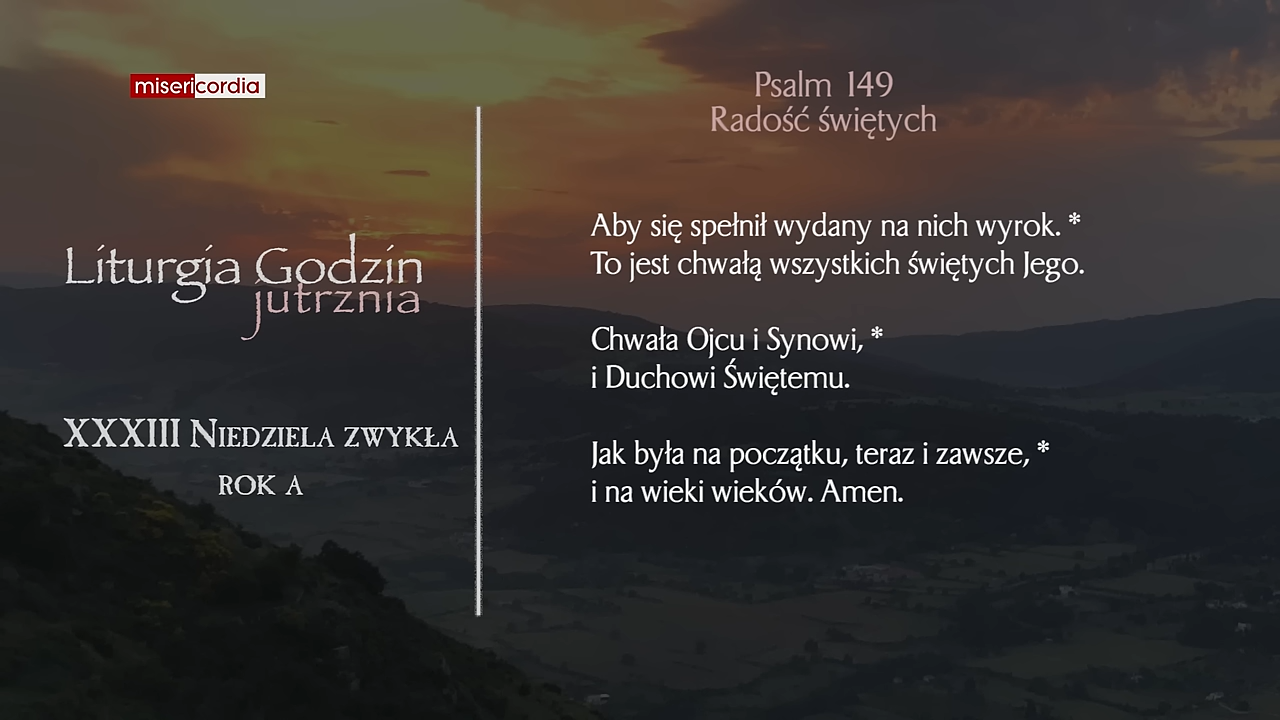 misericordia
Liturgia Godzin
jutrznia
XXXIII Niedziela zwykła
rok A
Psalm 149
Radość świętych
Aby się spełnił wydany na nich wyrok. *
To jest chwałą wszystkich świętych Jego.
Chwała Ojcu i Synowi, *
i Duchowi Świętemu.
Jak była na początku, teraz i zawsze, *
i na wieki wieków. Amen.